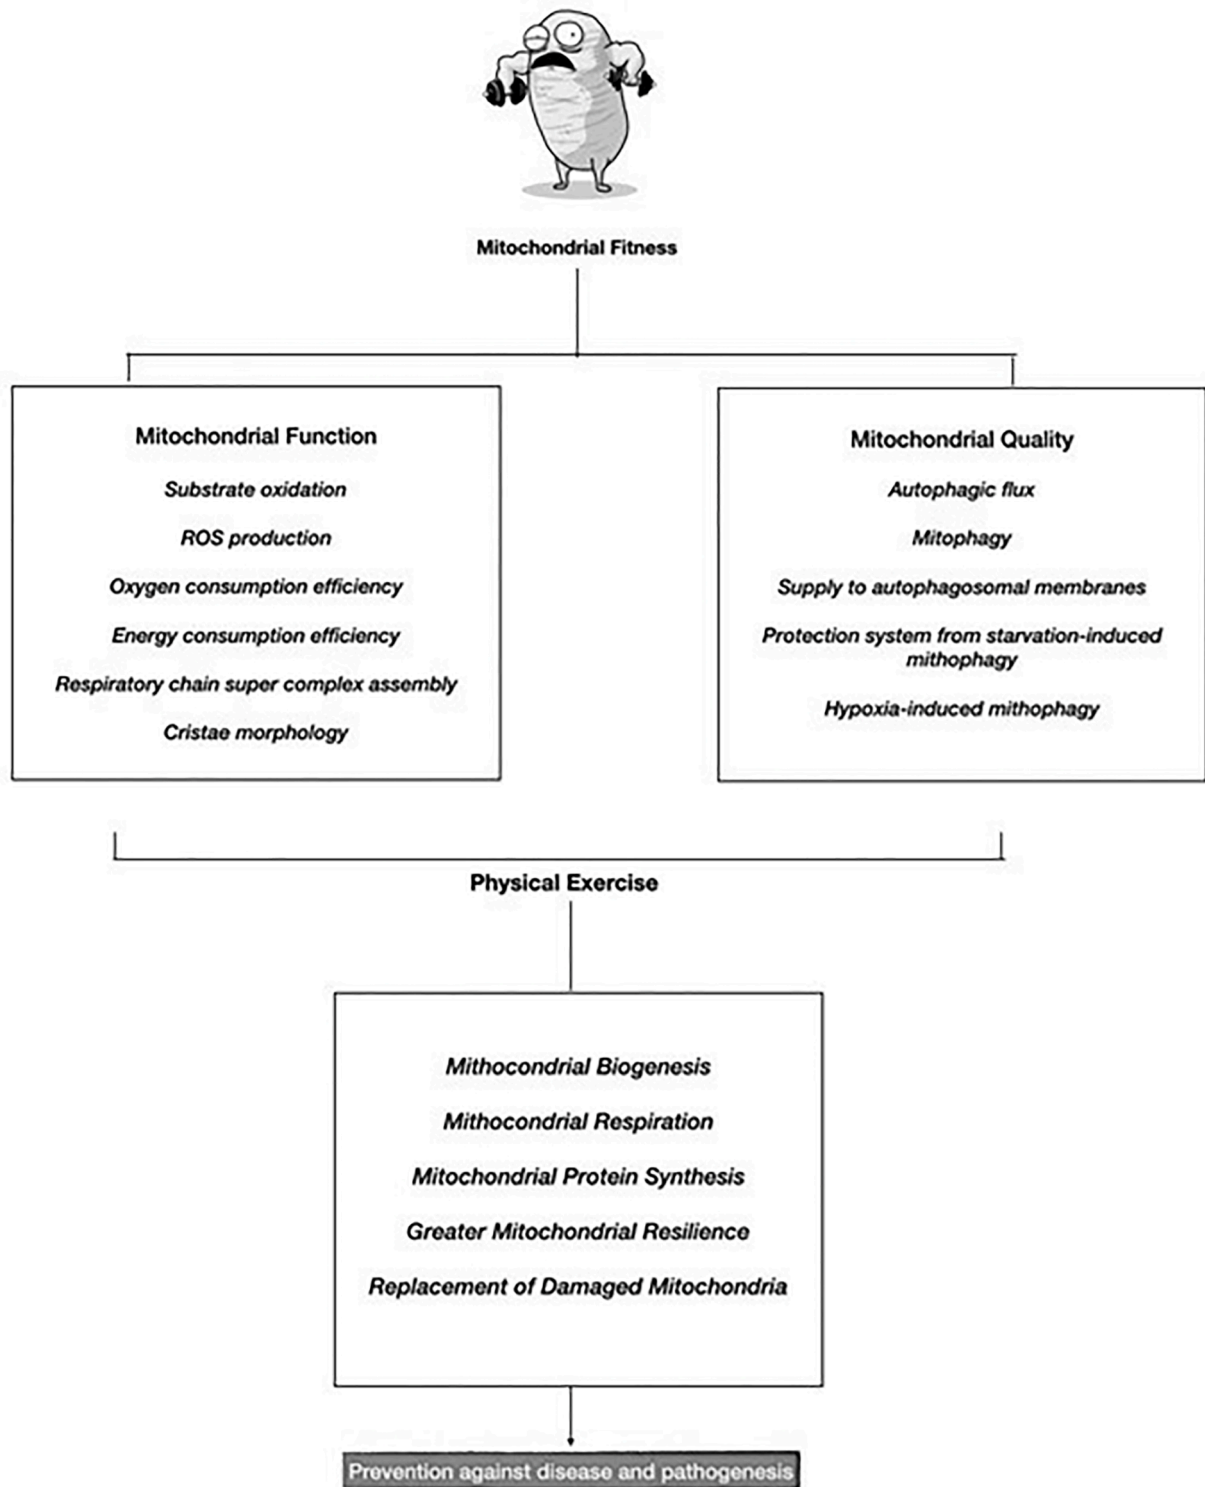 Mitochondrial Fitness
Mitochondrial Function
Substrate oxidation
ROS production
Oxygen consumption efficiency
Energy consumption efficiency
Respiratory chain super complex assembly
Cristae morphology
Mitochondrial Quality
Autophagic flux
Mitophagy
Supply to autophagosomal membranes
Protection system from starvation-induced
mithophagy
Hypoxia-induced mithophagy
Physical Exercise
Mithocondrial Biogenesis
Mithocondrial Respiration
Mitochondrial Protein Synthesis
Greater Mitochondrial Resilience
Replacement of Damaged Mitochondria
Prevention against disease and pathogenesis